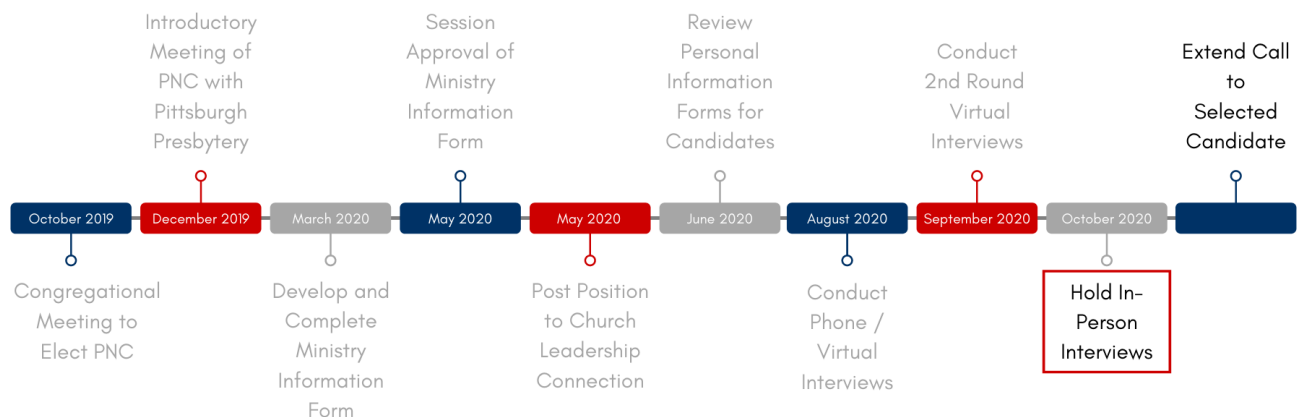 Introductory
Meeting of
PNC with
Pittsburgh
Presbytery
Session
Approval of
Ministry
Information
Form
Review
Personal
Information
Forms for
Candidates
Conduct
2nd Round
Virtual
Interviews
Extend Call
to
Selected
Candidate
October 2019
December 2019
March 2020
May 2020
May 2020
June 2020
August 2020
September 2020
October 2020
Congregational
Meeting to
Elect PNC
Develop and
Complete
Ministry
Information
Form
Post Position
to Church
Leadership
Connection
Conduct
Phone /
Virtual
Interviews
Hold In-
Person
Interviews